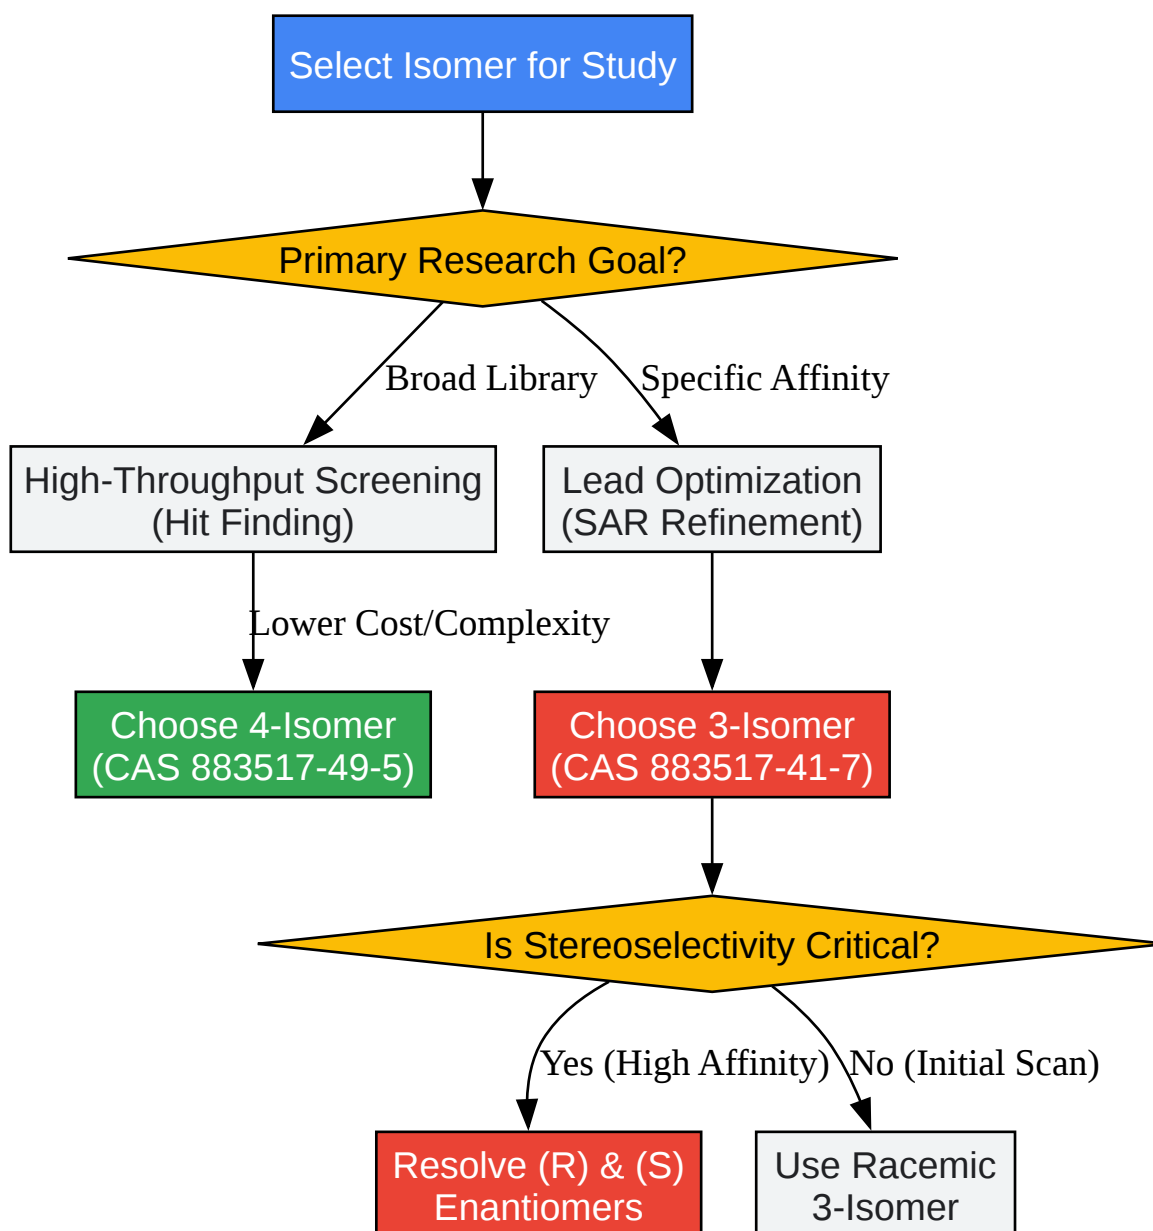 Select Isomer for Study
Primary Research Goal?
Broad Library
Specific Affinity
High-Throughput Screening
(Hit Finding)
Lead Optimization
(SAR Refinement)
Lower Cost/Complexity
Choose 4-Isomer
(CAS 883517-49-5)
Choose 3-Isomer
(CAS 883517-41-7)
Is Stereoselectivity Critical?
Yes (High Affinity)
No (Initial Scan)
Resolve (R) & (S)
Enantiomers
Use Racemic
3-Isomer